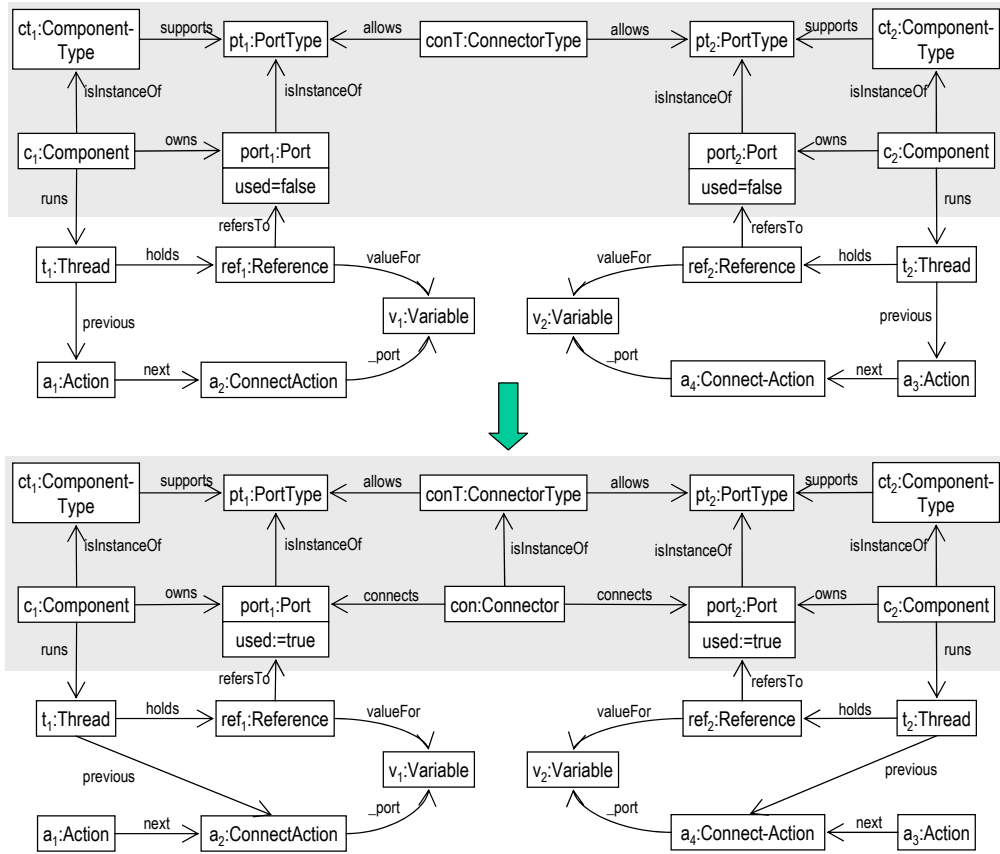 ct1:Component-
Type
supports
pt1:PortType
allows
conT:ConnectorType
allows
pt2:PortType
supports
ct2:Component-
Type
isInstanceOf
isInstanceOf
isInstanceOf
isInstanceOf
c1:Component
owns
port1:Port
used=false
port2:Port
used=false
owns
c2:Component
runs
refersTo
refersTo
runs
t1:Thread
holds
ref1:Reference
valueFor
valueFor
ref2:Reference
holds
t2:Thread
v1:Variable
v2:Variable
previous
previous
_port
_port
a1:Action
next
a2:ConnectAction
a4:Connect-Action
next
a3:Action
ct1:Component-
Type
supports
pt1:PortType
allows
conT:ConnectorType
allows
pt2:PortType
supports
ct2:Component-
Type
isInstanceOf
isInstanceOf
isInstanceOf
isInstanceOf
isInstanceOf
c1:Component
owns
port1:Port
used:=true
connects
con:Connector
connects
port2:Port
used:=true
owns
c2:Component
runs
refersTo
refersTo
runs
t1:Thread
holds
ref1:Reference
valueFor
valueFor
ref2:Reference
holds
t2:Thread
v1:Variable
v2:Variable
previous
previous
_port
_port
a1:Action
next
a2:ConnectAction
a4:Connect-Action
next
a3:Action